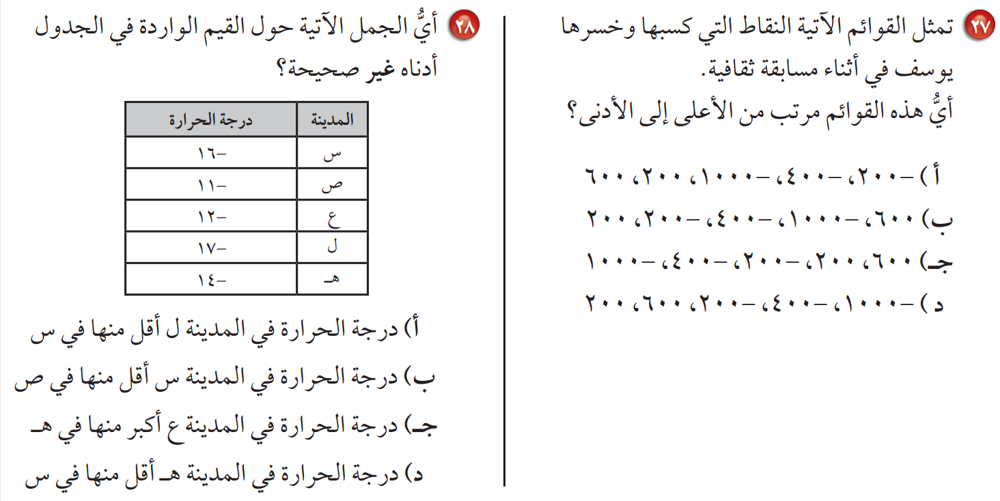 ٢٧ تمثل القوائم الآتية النقاط التي كسبها وخسرها
يوسف في أثناء مسابقة ثقافية.
أيُّ هذه القوائم مرتب من الأعلى إلى الأدنى؟
أ ) –٢٠٠، –٤٠٠، –١٠٠٠، ٢٠٠، ٦٠٠
ب) ٦٠٠، –١٠٠٠، –٤٠٠، –٢٠٠، ٢٠٠
جـ) ٦٠٠، ٢٠٠، –٢٠٠، –٤٠٠، –١٠٠٠
د ) –١٠٠٠، –٤٠٠، –٢٠٠، ٦٠٠، ٢٠٠
٢٨ أيُّ الجمل الآتية حول القيم الواردة في الجدول
أدناه غير صحيحة؟
المدينة درجة الحرارة
س –١٦
ص –١١
ع –١٢
ل –١٧
هـ –١٤
أ) درجة الحرارة في المدينة ل أقل منها في س
ب) درجة الحرارة في المدينة س أقل منها في ص
جـ) درجة الحرارة في المدينة ع أكبر منها في هـ
د) درجة الحرارة في المدينة هـ أقل منها في س